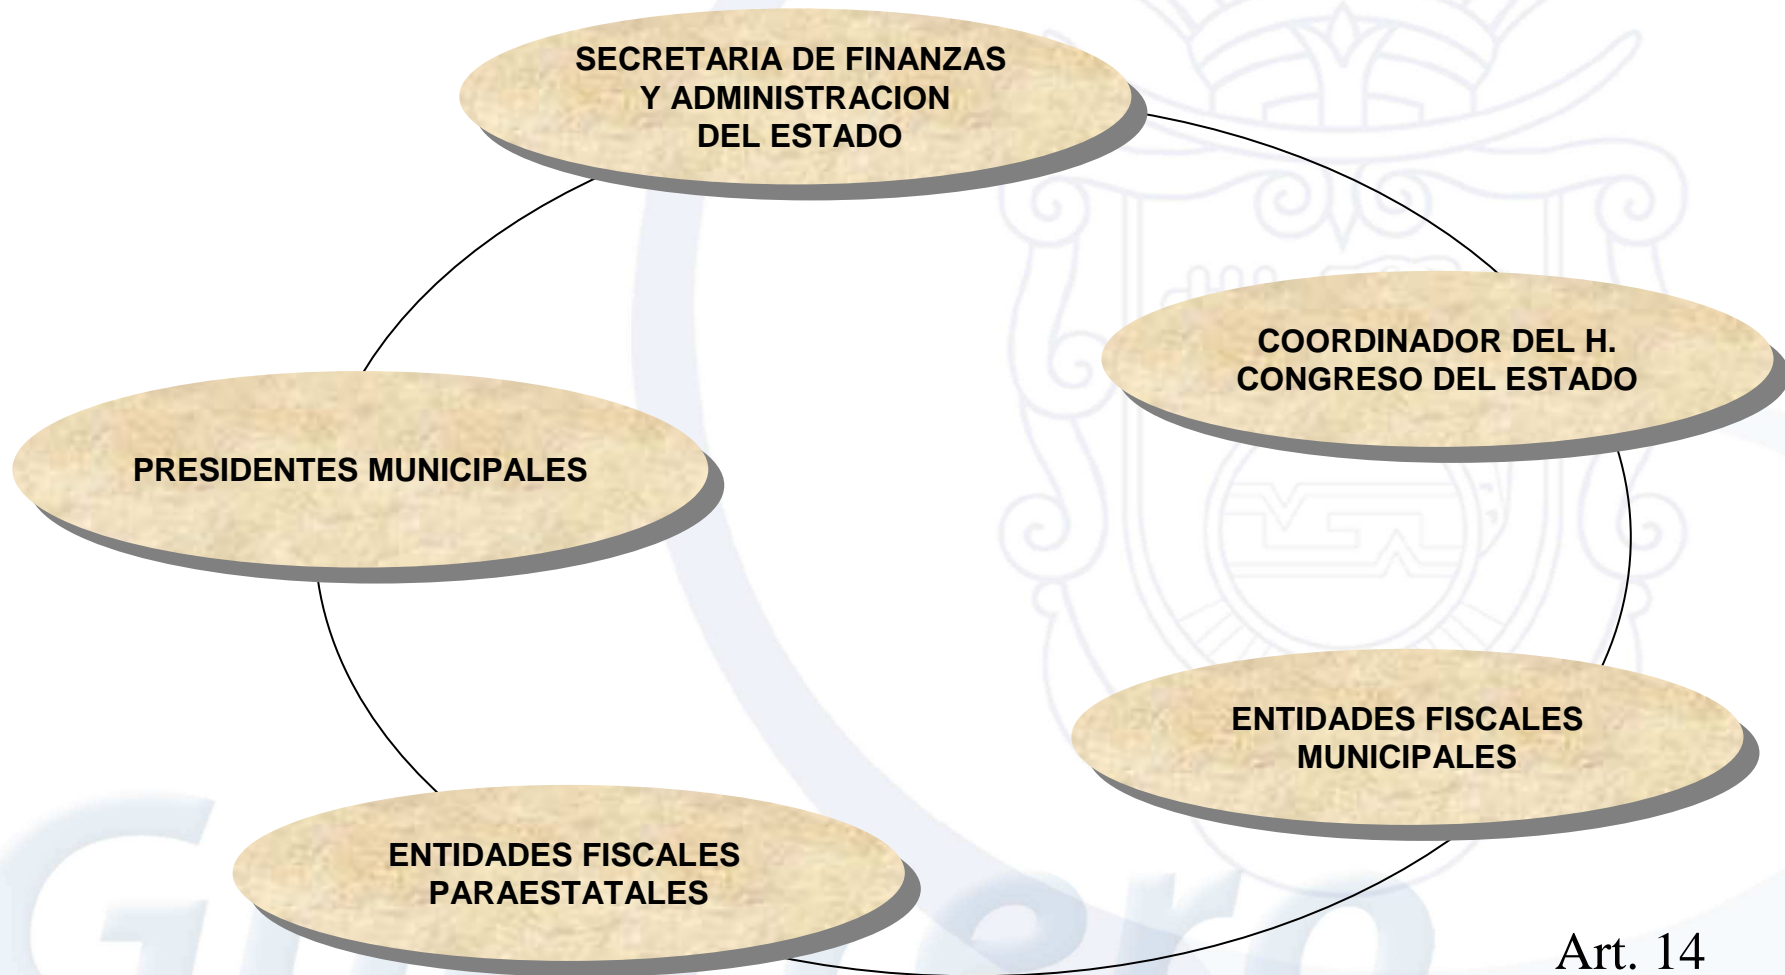 SECRETARIA DE FINANZAS
Y ADMINISTRACION
DEL ESTADO
COORDINADOR DEL H.
CONGRESO DEL ESTADO
PRESIDENTES MUNICIPALES
ENTIDADES FISCALES
MUNICIPALES
ENTIDADES FISCALES
PARAESTATALES
Art. 14